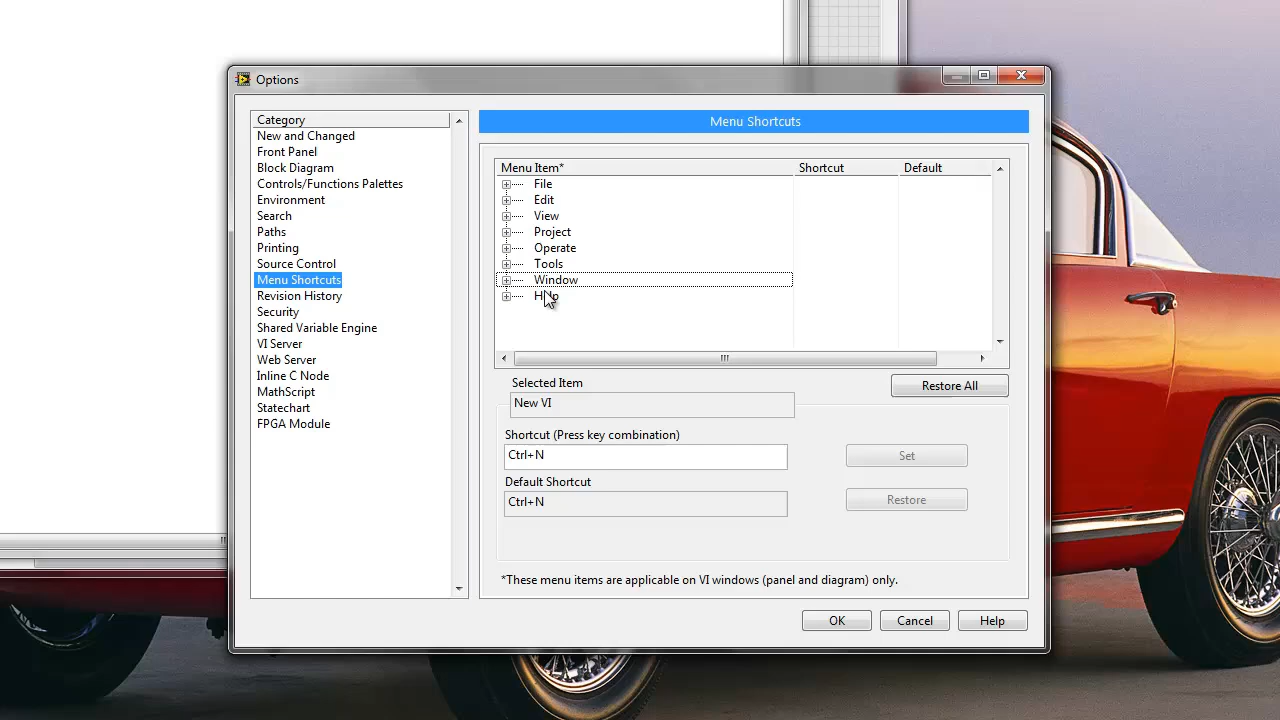 Options
Category
New and Changed
Front Panel
Block Diagram
Controls/Functions Palettes
Environment
Search
Paths
Printing
Source Control
Menu Shortcuts
Revision History
Security
Shared Variable Engine
VI Server
Web Server
Inline C Node
MathScript
Statechart
FPGA Module
Menu Shortcuts
Menu Item* Shortcut Default
File
Edit
View
Project
Operate
Tools
Window
Help
Restore All
Selected Item
New VI
Shortcut (Press key combination)
Ctrl+N
Set
Default Shortcut
Ctrl+N
Restore
*These menu items are applicable on VI windows (panel and diagram) only.
OK Cancel Help